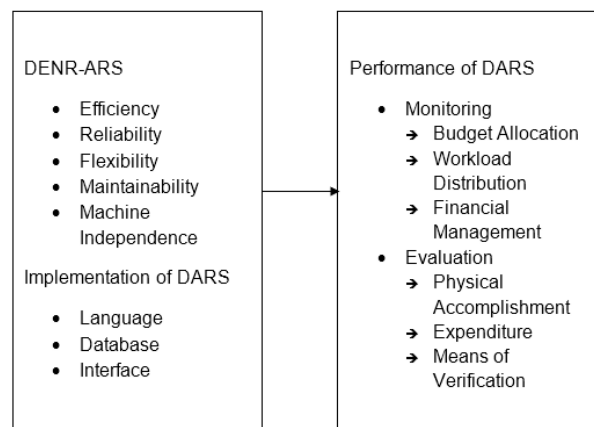 DENR-ARS
• Efficiency
• Reliability
• Flexibility
• Maintainability
• Machine
Independence
Implementation of DARS
• Language
• Database
• Interface
Performance of DARS
• Monitoring
→ Budget Allocation
→ Workload
Distribution
→ Financial
Management
• Evaluation
→ Physical
Accomplishment
→ Expenditure
→ Means of
Verification